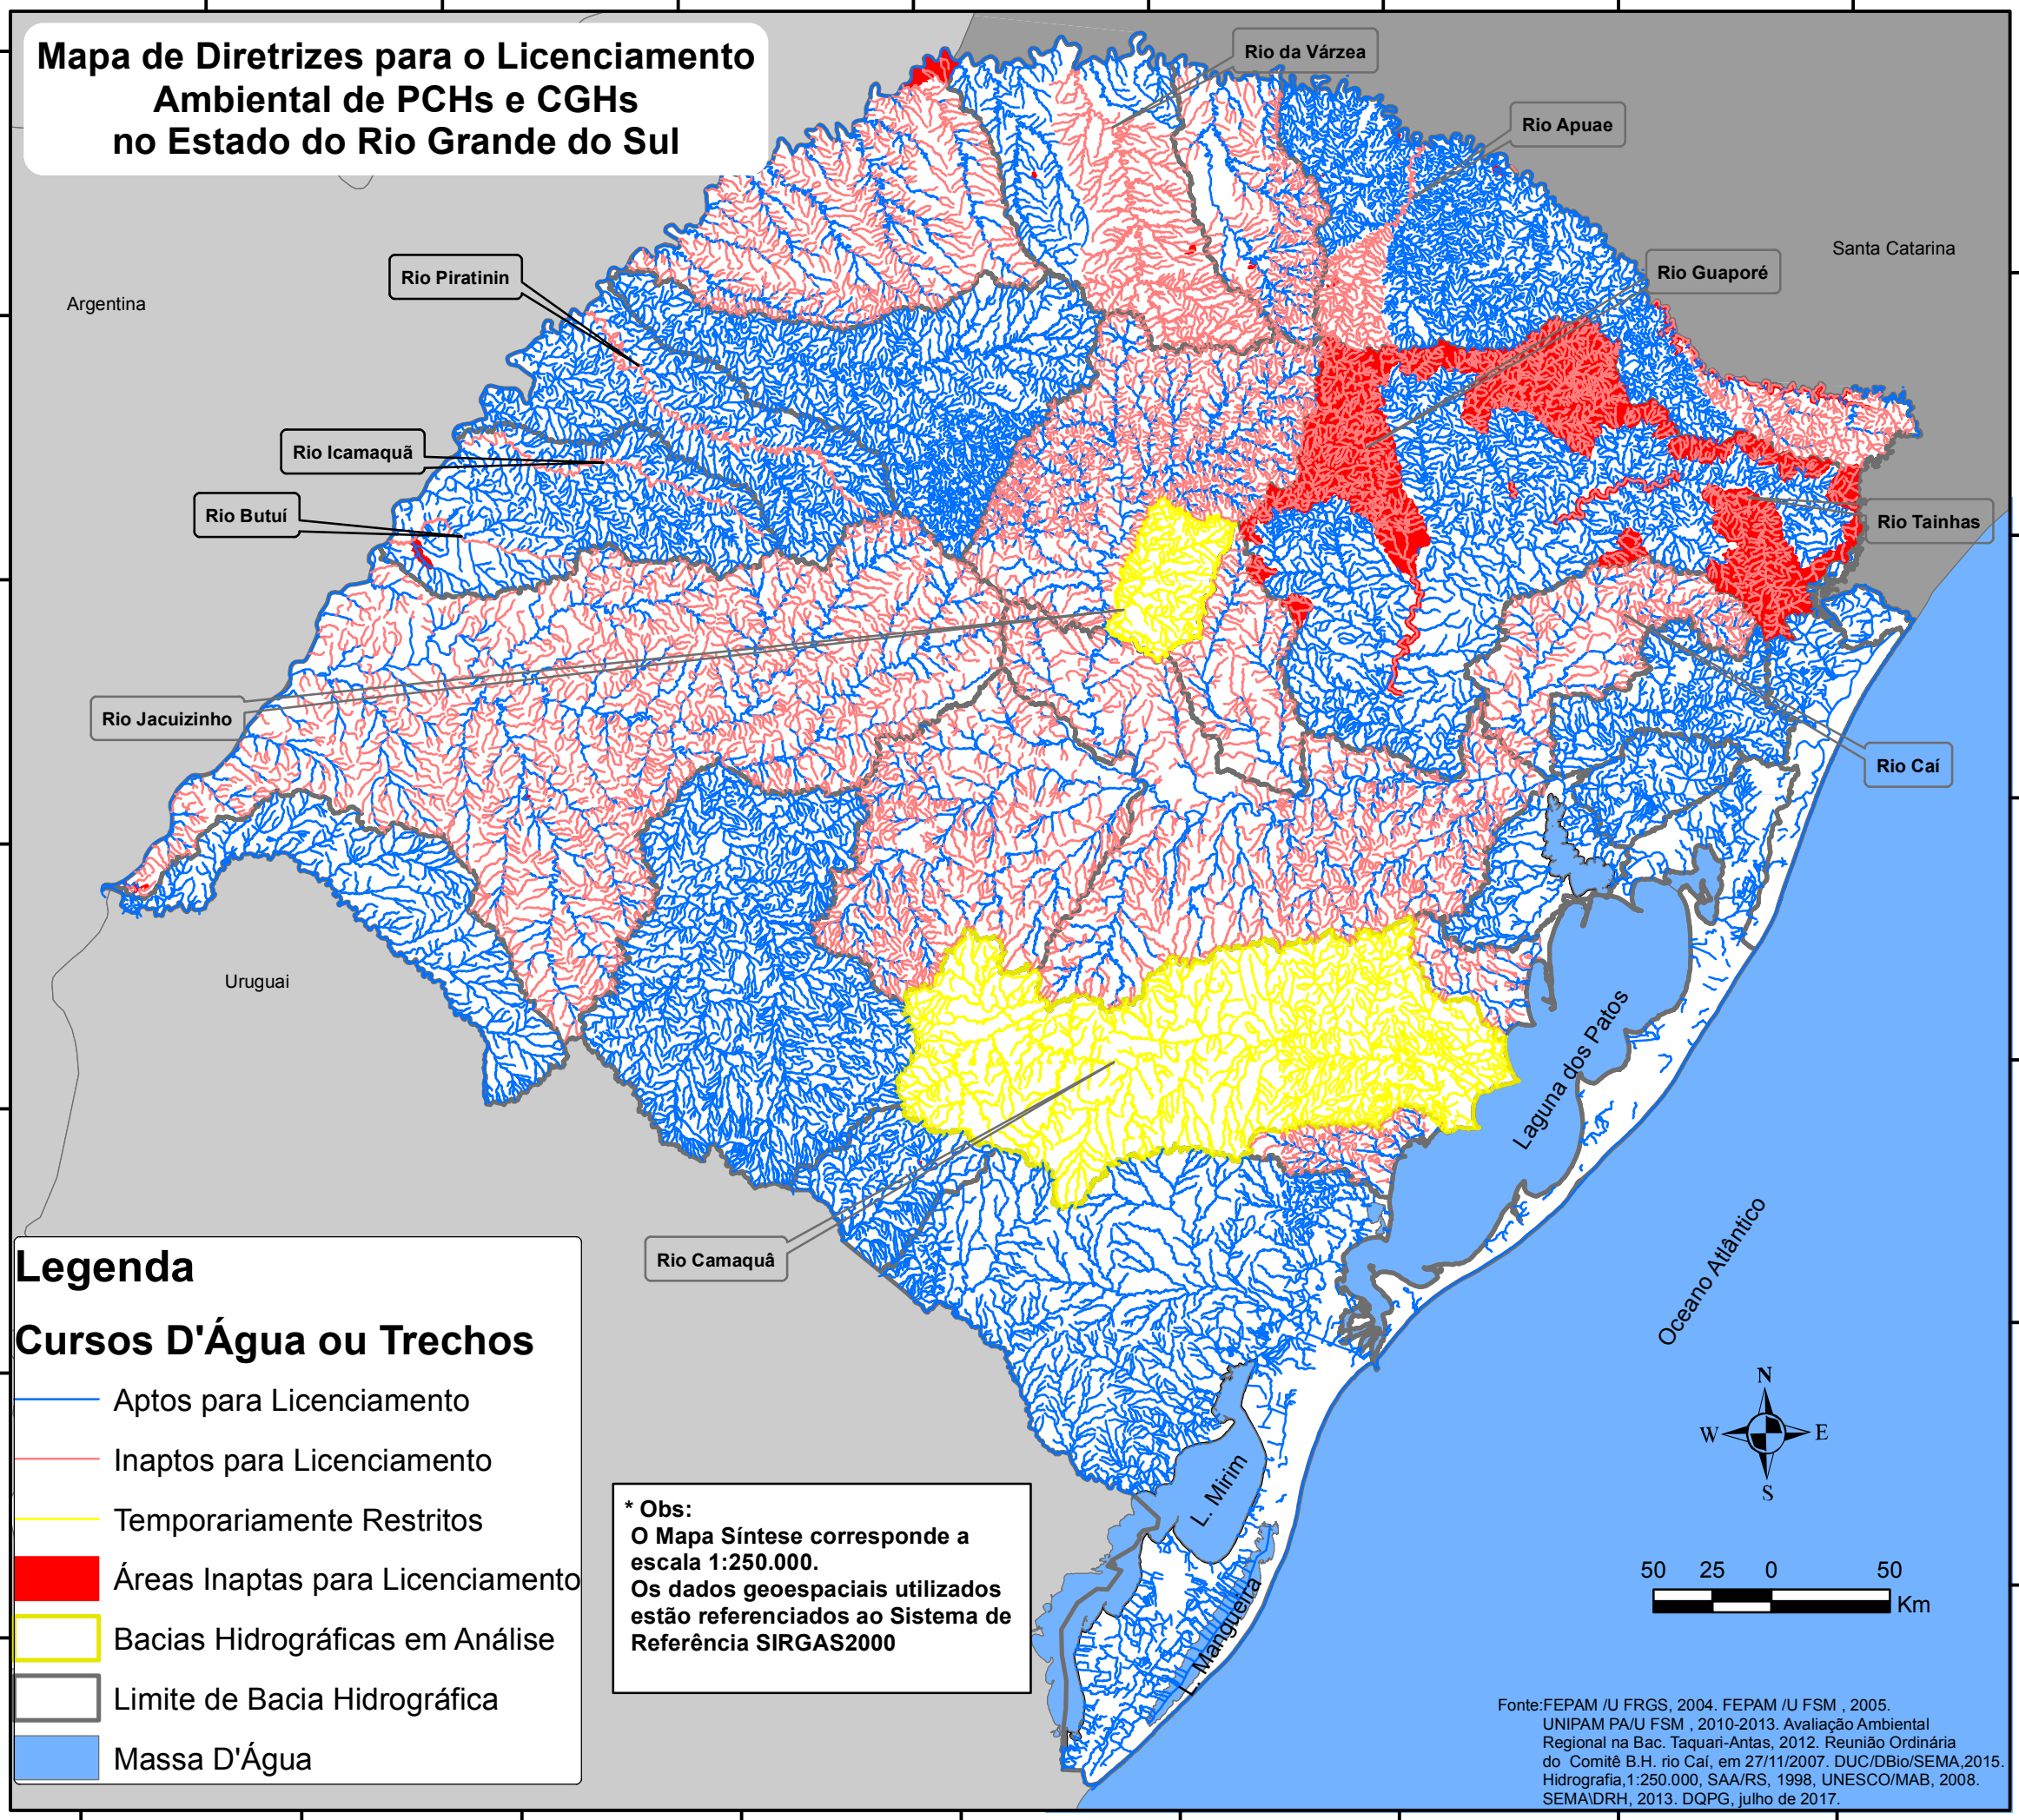 Mapa de Diretrizes para o Licenciamento
Ambiental de PCHs e CGHs
no Estado do Rio Grande do Sul
Rio da Várzea
Rio Apuae
Santa Catarina
Rio Guaporé
Rio Piratinin
Argentina
Rio Icamaquã
Rio Butuí
Rio Tainhas
Rio Jacuizinho
Rio Caí
Uruguai
Laguna dos Patos
Rio Camaquâ
Oceano Atlântico
L. Mirim
L. Mangueira
Legenda
Cursos D'Água ou Trechos
Aptos para Licenciamento
Inaptos para Licenciamento
Temporariamente Restritos
Áreas Inaptas para Licenciamento
Bacias Hidrográficas em Análise
Limite de Bacia Hidrográfica
Massa D'Água
* Obs:
O Mapa Síntese corresponde a
escala 1:250.000.
Os dados geoespaciais utilizados
estão referenciados ao Sistema de
Referência SIRGAS2000
N
W E
S
50 25 0 50
Km
Fonte:FEPAM /U FRGS, 2004. FEPAM /U FSM , 2005.
UNIPAM PA/U FSM , 2010-2013. Avaliação Ambiental
Regional na Bac. Taquari-Antas, 2012. Reunião Ordinária
do Comitê B.H. rio Caí, em 27/11/2007. DUC/DBio/SEMA,2015.
Hidrografia,1:250.000, SAA/RS, 1998, UNESCO/MAB, 2008.
SEMA\DRH, 2013. DQPG, julho de 2017.